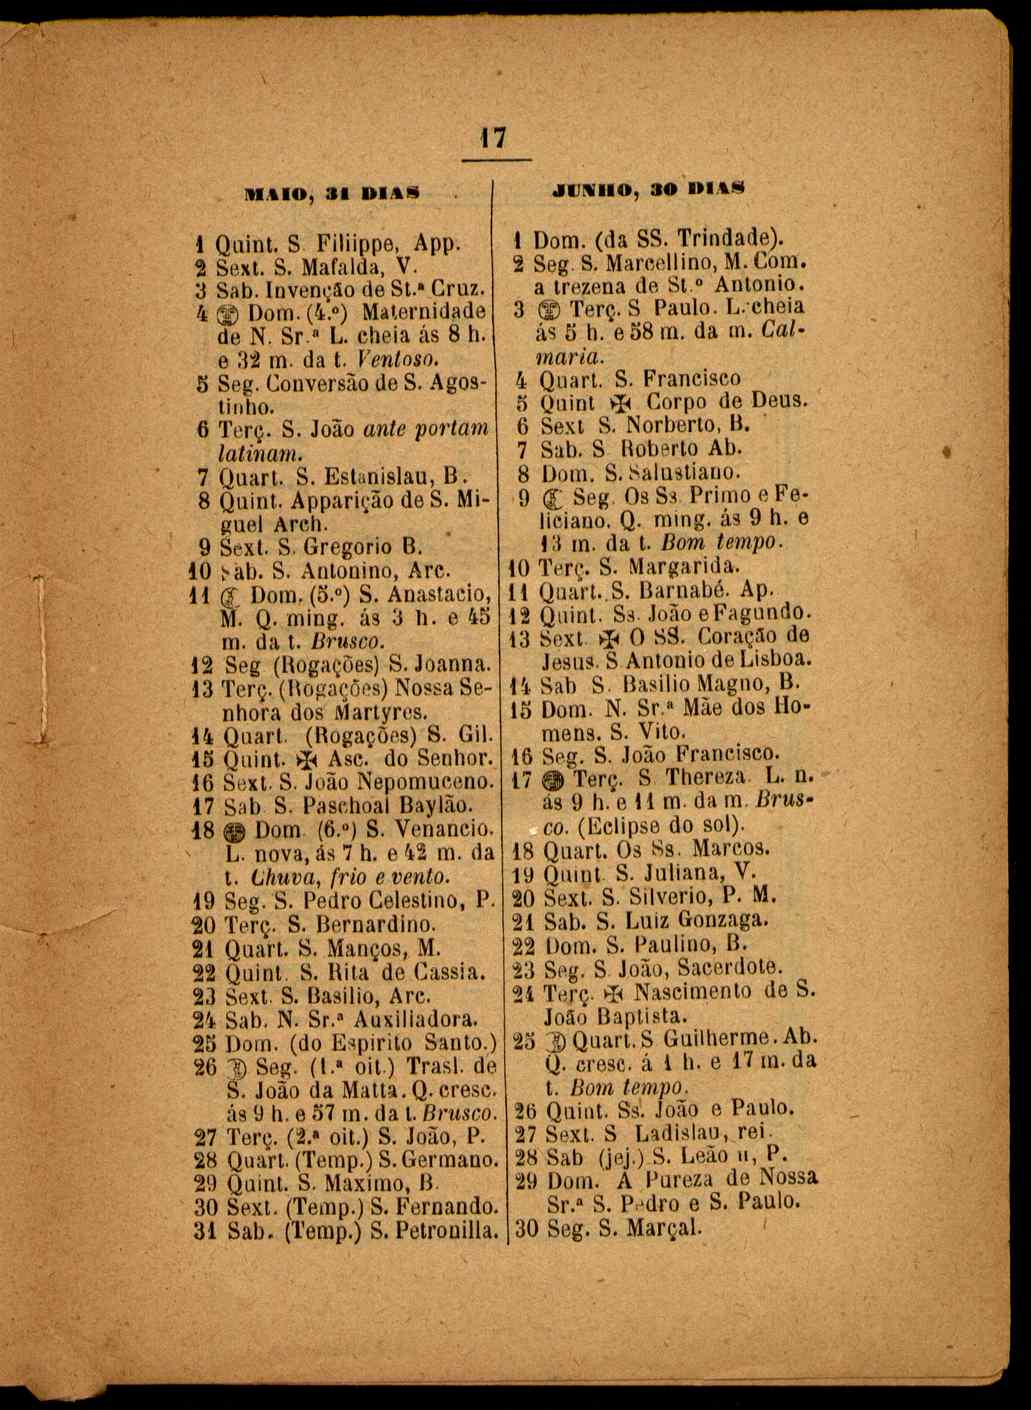 17
MAIO, 31 DIAS
1 Quint. S. Filiippe, App.
2 Sext. S. Mafalda, V.
3 Sab. Invenção de St.ª Cruz.
4 Dom. (4.º) Maternidade
de N. Sr.ª L. cheia ás 8 h.
e 32 m. da t. Ventoso.
5 Seg. Conversão de S. Agos-
tinho.
6 Terç. S. João ante portam
latinam.
7 Quart. S. Estanislau, B.
8 Quint. Apparição de S. Mi-
guel Arch.
9 Sext. S. Gregorio B.
10 Sab. S. Antonino, Arc.
11 Dom. (5.º) S. Anastacio,
M. Q. ming. ás 3 h. e 45
m. da t. Brusco.
12 Seg (Rogações) S. Joanna.
13 Terç. (Rogações) Nossa Se-
nhora dos Martyres.
14 Quart. (Rogações) S. Gil.
15 Quint. ✠ Asc. do Senhor.
16 Sext. S. João Nepomuceno.
17 Sab S. Paschoal Baylão.
18 Dom. (6.º) S. Venancio.
L. nova, ás 7 h. e 42 m. da
t. Chuva, frio e vento.
19 Seg. S. Pedro Celestino, P.
20 Terç. S. Bernardino.
21 Quart. S. Manços, M.
22 Quint. S. Rita de Cassia.
23 Sext. S. Basilio, Arc.
24 Sab. N. Sr.ª Auxiliadora.
25 Dom. (do Espirito Santo.)
26 Seg. (1.ª oit.) Trasl. de
S. João da Matta. Q. cresc.
ás 9 h. e 57 m. da t. Brusco.
27 Terç. (2.ª oit.) S. João, P.
28 Quart. (Temp.) S. Germano.
29 Quint. S. Maximo, B.
30 Sext. (Temp.) S. Fernando.
31 Sab. (Temp.) S. Petronilla.
JUNHO, 30 DIAS
1 Dom. (da SS. Trindade).
2 Seg. S. Marcellino, M. Com.
a trezena de St.º Antonio.
3 Terç. S Paulo. L. cheia
ás 5 h. e 58 m. da m. Cal-
maria.
4 Quart. S. Francisco
5 Quint ✠ Corpo de Deus.
6 Sext S. Norberto, B.
7 Sab. S Roberto Ab.
8 Dom. S. Salustiano.
9 Seg. Os Ss. Primo e Fe-
liciano. Q. ming. ás 9 h. e
13 m. da t. Bom tempo.
10 Terç. S. Margarida.
11 Quart. S. Barnabé. Ap.
12 Quint. Ss. João e Fagundo.
13 Sext. ✠ O SS. Coração de
Jesus. S Antonio de Lisboa.
14 Sab S. Basilio Magno, B.
15 Dom. N. Sr.ª Mãe dos Ho-
mens. S. Vito.
16 Seg. S. João Francisco.
17 Terç. S Thereza. L. n.
ás 9 h. e 11 m. da m. Brus-
co. (Eclipse do sol).
18 Quart. Os Ss. Marcos.
19 Quint. S. Juliana, V.
20 Sext. S. Silverio, P. M.
21 Sab. S. Luiz Gonzaga.
22 Dom. S. Paulino, B.
23 Seg. S João, Sacerdote.
24 Terç. ✠ Nascimento de S.
João Baptista.
25 Quart. S Guilherme. Ab.
Q. cresc. á 1 h. e 17 m. da
t. Bom tempo.
26 Quint. Ss. João e Paulo.
27 Sext. S Ladislau, rei.
28 Sab (jej.) S. Leão II, P.
29 Dom. A Pureza de Nossa
Sr.ª S. Pedro e S. Paulo.
30 Seg. S. Marçal.